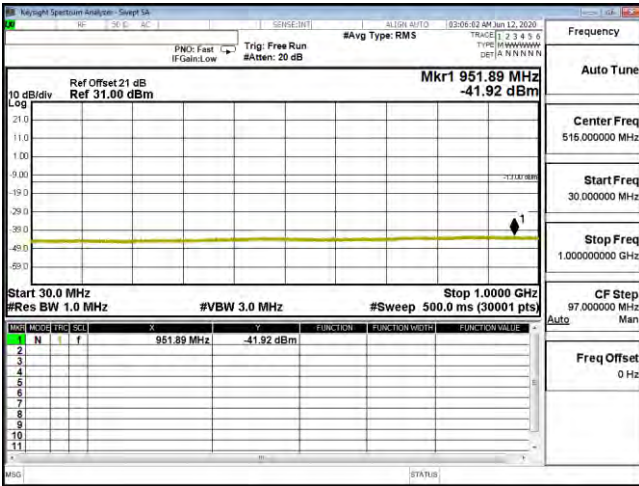 Keysight Spectrum Analyzer - Swept SA
RF 50 Ω AC SENSE:INT ALIGN AUTO 03:06:02 AM Jun 12, 2020
#Avg Type: RMS
TRACE 1 2 3 4 5 6
PNO: Fast Trig: Free Run
TYPE M WWWWW
IFGain:Low #Atten: 20 dB
DET A N N N N N
Frequency
Auto Tune
Center Freq
515.000000 MHz
Start Freq
30.000000 MHz
Stop Freq
1.000000000 GHz
CF Step
97.000000 MHz
Auto Man
Freq Offset
0 Hz
Ref Offset 21 dB
10 dB/div Ref 31.00 dBm
Mkr1 951.89 MHz
-41.92 dBm
Log
21.0
11.0
1.00
-9.00
-13.00 dBm
-19.0
-29.0
-39.0
-49.0
-59.0
1
Start 30.0 MHz Stop 1.0000 GHz
#Res BW 1.0 MHz #VBW 3.0 MHz #Sweep 500.0 ms (30001 pts)
MKR MODE TRC SCL X Y FUNCTION FUNCTION WIDTH FUNCTION VALUE
1 N 1 f 951.89 MHz -41.92 dBm
2
3
4
5
6
7
8
9
10
11
MSG STATUS